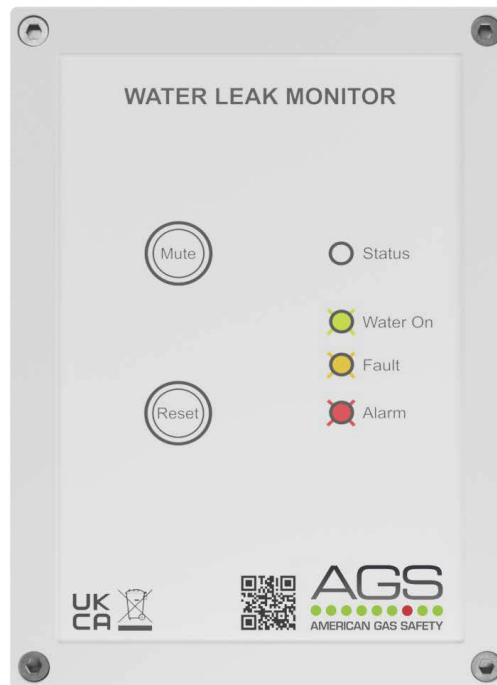 WATER LEAK MONITOR
Mute
Status
Water On
Fault
Reset
Alarm
UK
CA
AGS
AMERICAN GAS SAFETY